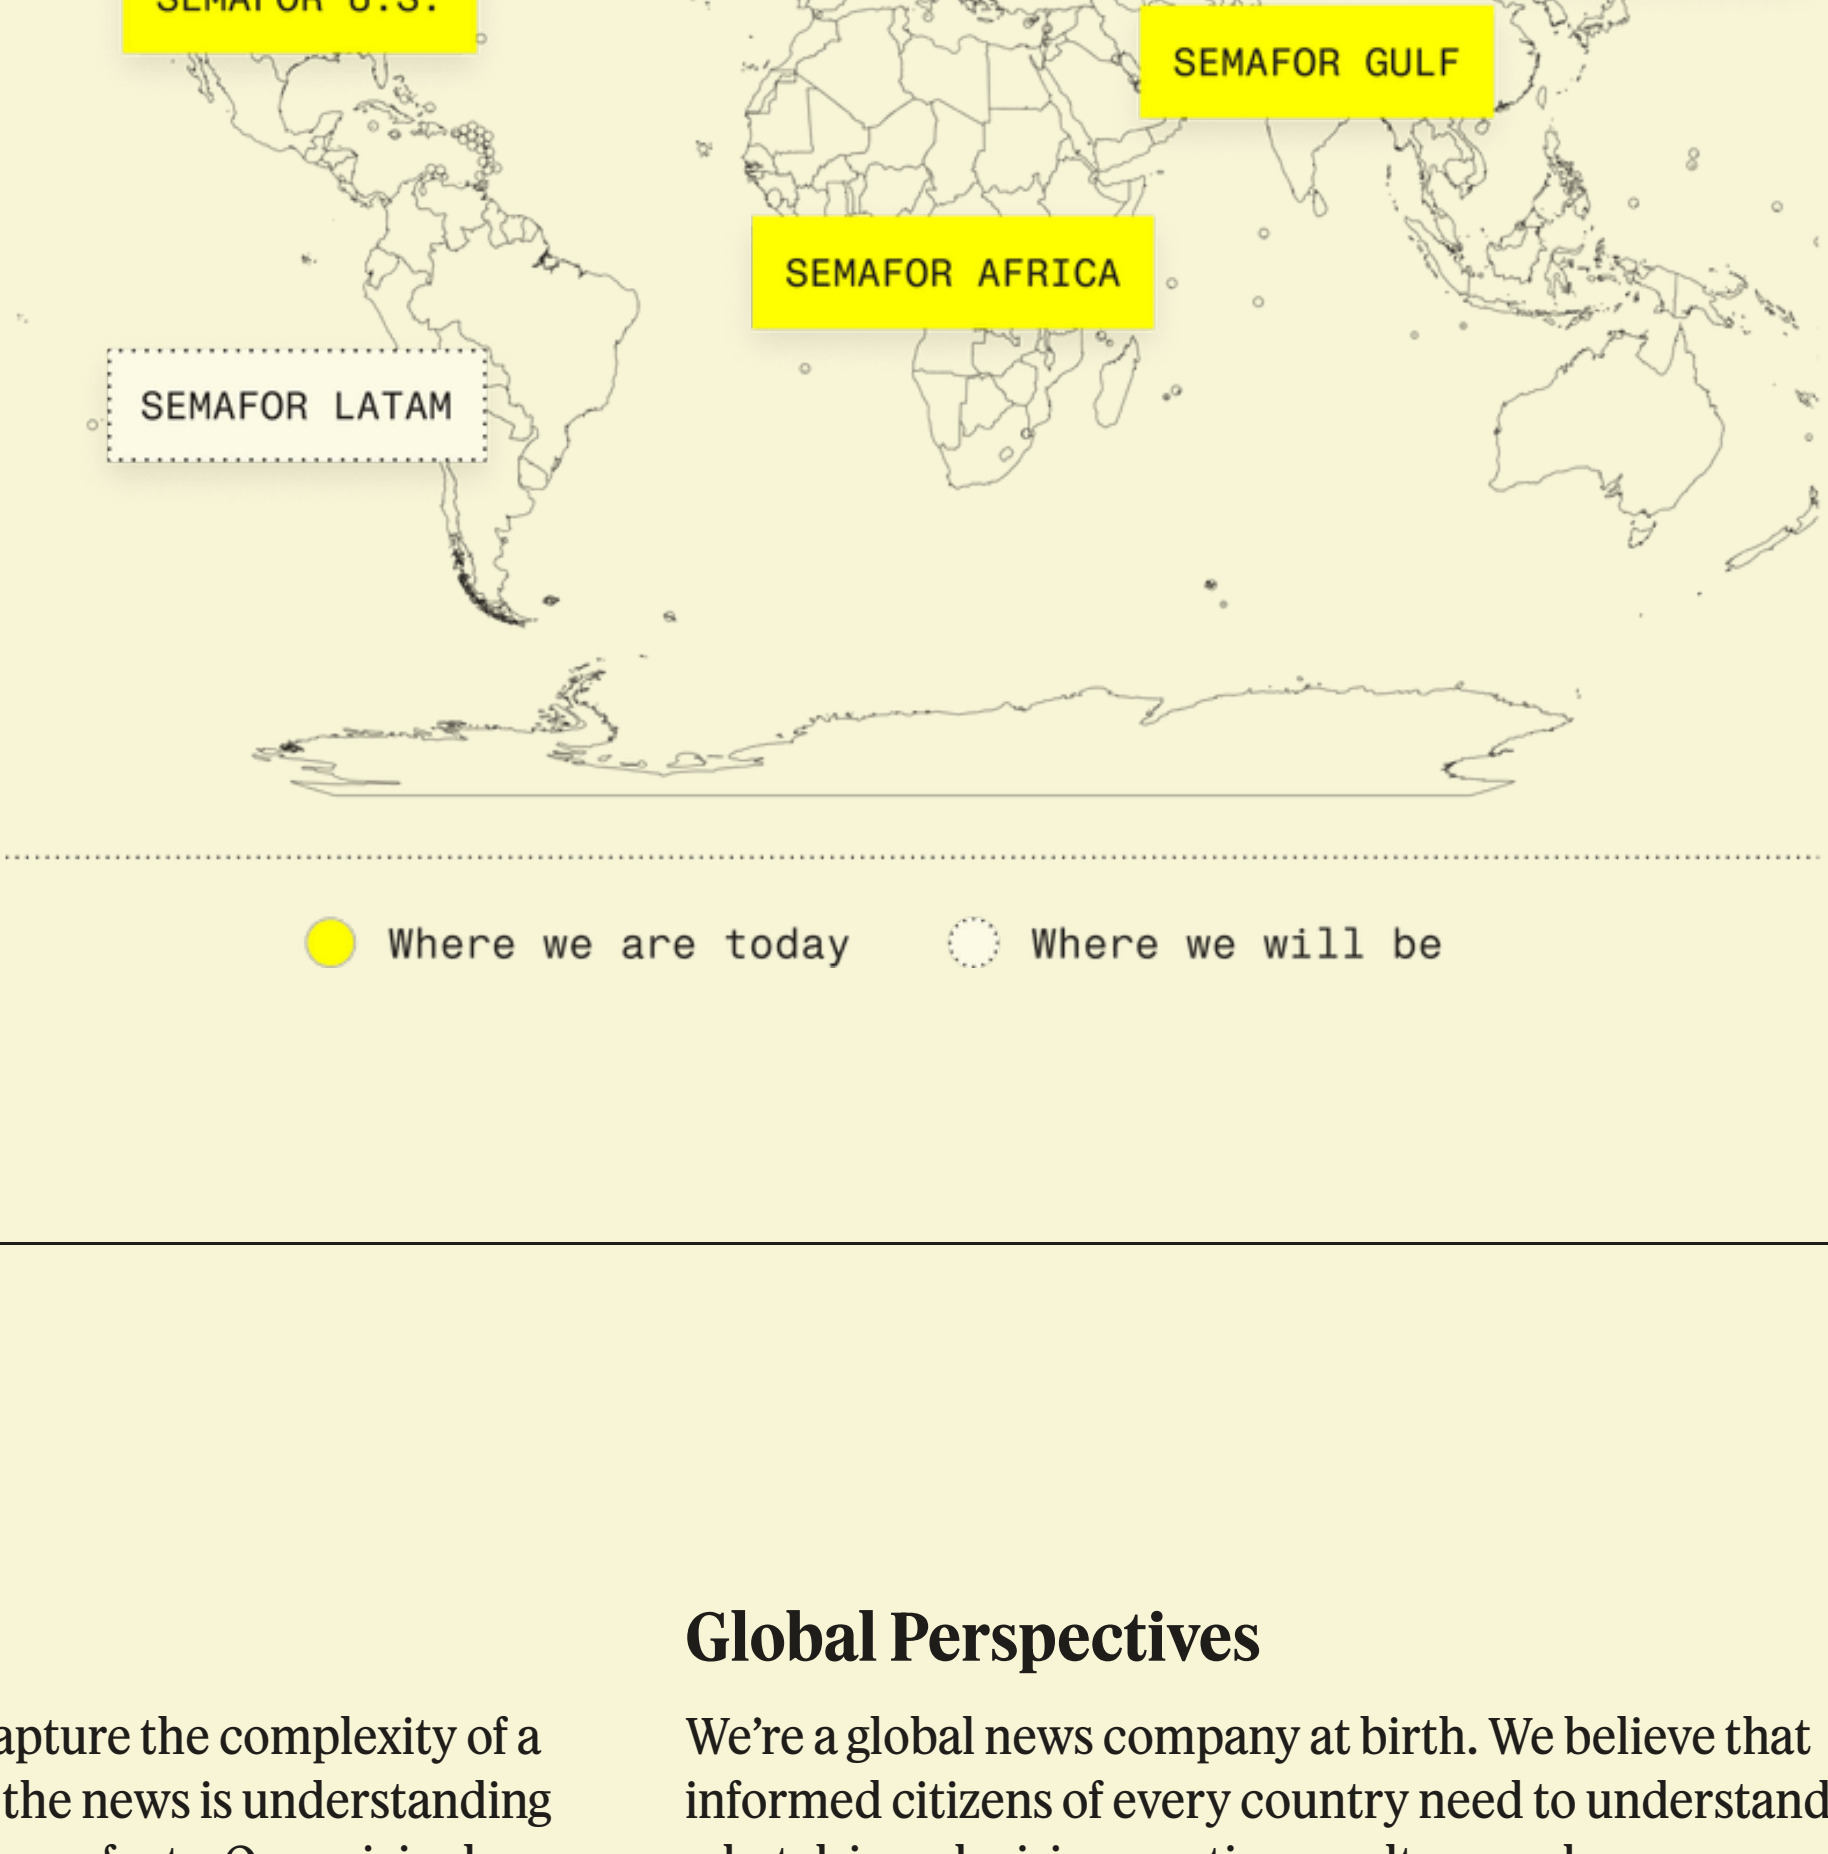 SEMAFOR U.S.
SEMAFOR GULF
SEMAFOR AFRICA
SEMAFOR LATAM
Where we are today
Where we will be
capture the complexity of a
the news is understanding
Global Perspectives
We’re a global news company at birth. We believe that
informed citizens of every country need to understand